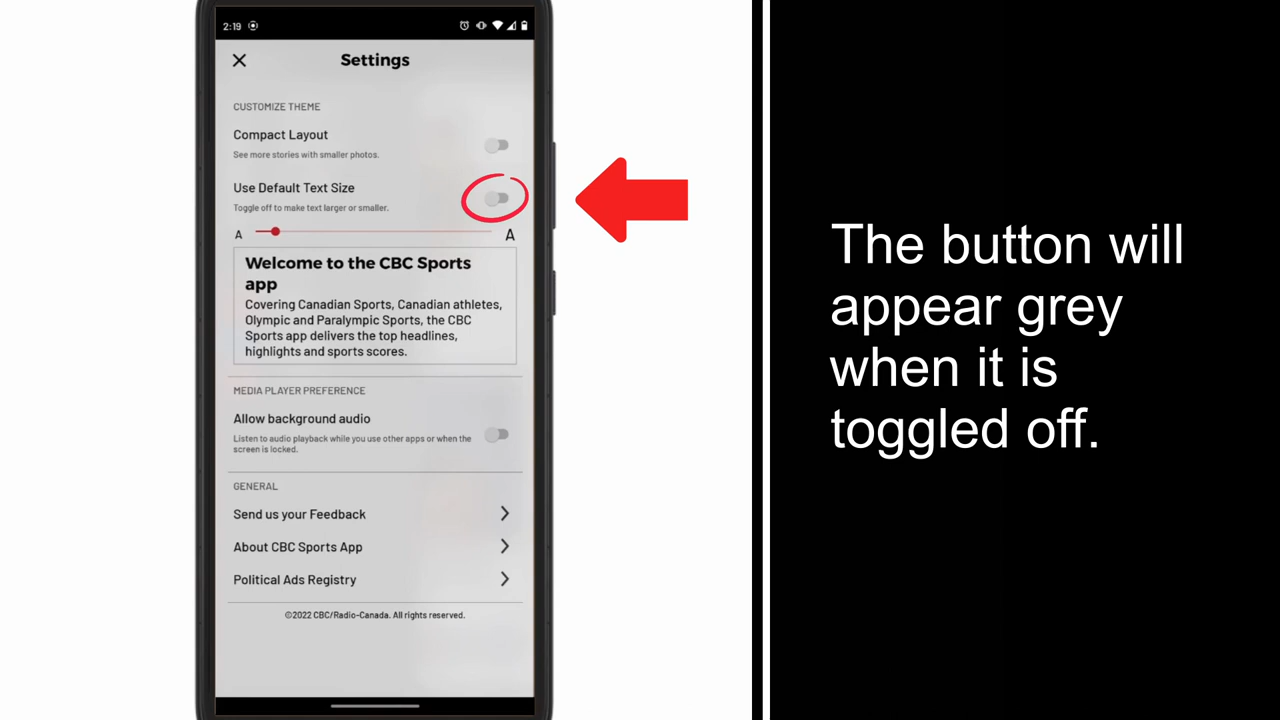 2:19
Settings
CUSTOMIZE THEME
Compact Layout
See more stories with smaller photos.
Use Default Text Size
Toggle off to make text larger or smaller.
A A
Welcome to the CBC Sports
app
Covering Canadian Sports, Canadian athletes,
Olympic and Paralympic Sports, the CBC
Sports app delivers the top headlines,
highlights and sports scores.
MEDIA PLAYER PREFERENCE
Allow background audio
Listen to audio playback while you use other apps or when the
screen is locked.
GENERAL
Send us your Feedback
About CBC Sports App
Political Ads Registry
©2022 CBC/Radio-Canada. All rights reserved.
The button will
appear grey
when it is
toggled off.